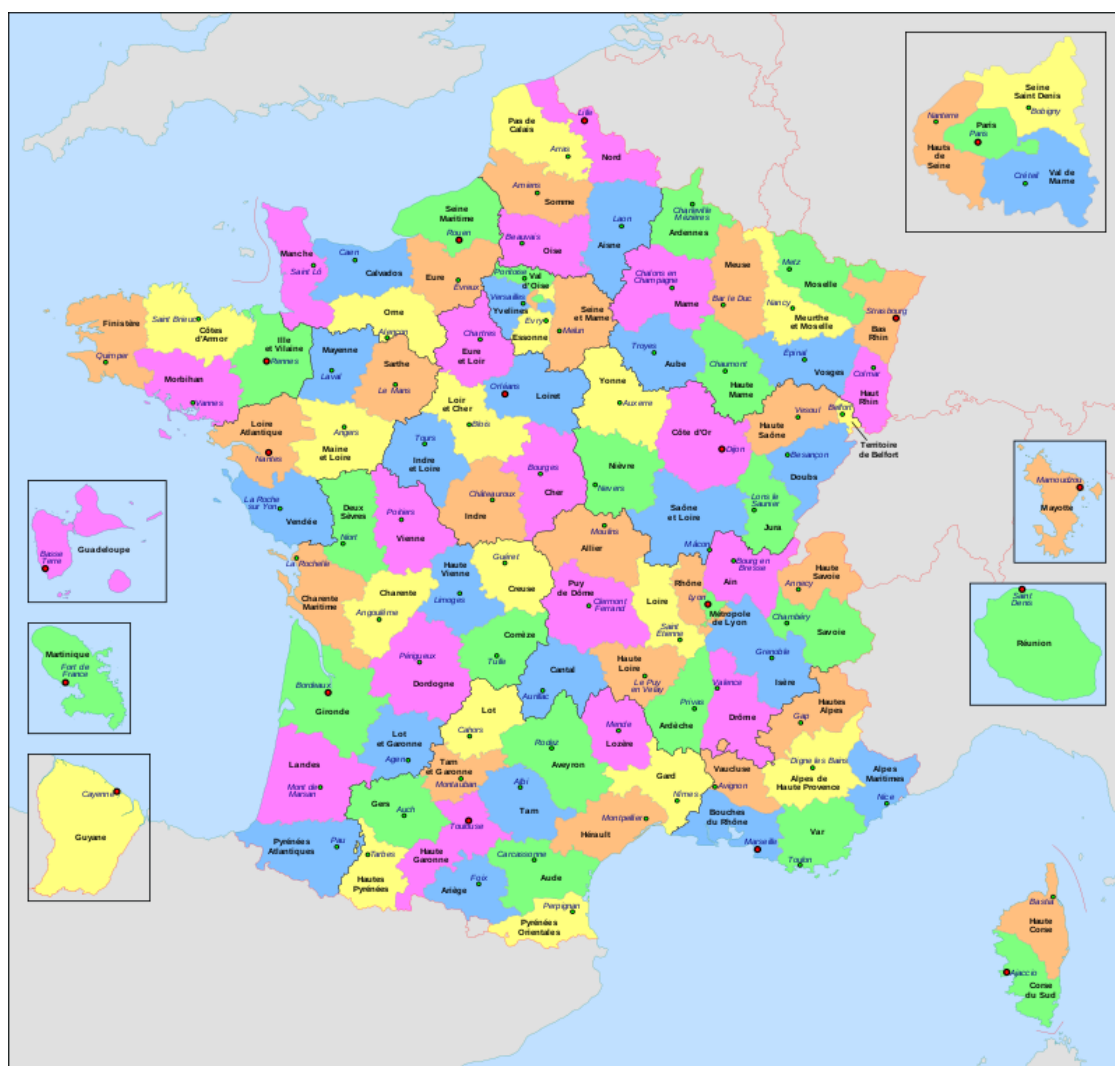 Pas de
Calais
Lille
Arras
Nord
Amiens
Somme
Seine
Maritime
Rouen
Beauvais
Oise
Laon
Aisne
Charleville
Mézières
Ardennes
Manche
Saint Lô
Caen
Calvados
Eure
Évreux
Pontoise
Val
d'Oise
Versailles
Yvelines
Evry
Essonne
Seine
et Marne
Melun
Châlons en
Champagne
Marne
Meuse
Bar le Duc
Metz
Moselle
Nancy
Meurthe
et Moselle
Strasbourg
Bas
Rhin
Finistère
Quimper
Saint Brieuc
Côtes
d'Armor
Morbihan
Vannes
Ille
et Vilaine
Rennes
Orne
Alençon
Mayenne
Laval
Sarthe
Le Mans
Chartres
Eure
et Loir
Orléans
Loiret
Troyes
Aube
Chaumont
Haute
Marne
Épinal
Vosges
Colmar
Haut
Rhin
Loire
Atlantique
Nantes
Angers
Maine
et Loire
Loir
et Cher
Blois
Tours
Indre
et Loire
Yonne
Auxerre
Côte d'Or
Dijon
Haute
Saône
Vesoul
Belfort
Territoire
de Belfort
Besançon
Doubs
La Roche
sur Yon
Vendée
Deux
Sèvres
Niort
Poitiers
Vienne
Châteauroux
Indre
Bourges
Cher
Nièvre
Nevers
Saône
et Loire
Mâcon
Lons le
Saunier
Jura
La Rochelle
Charente
Maritime
Charente
Angoulême
Haute
Vienne
Limoges
Guéret
Creuse
Moulins
Allier
Puy
de Dôme
Clermont
Ferrand
Loire
Saint
Etienne
Rhône
Lyon
Métropole
de Lyon
Bourg en
Bresse
Ain
Haute
Savoie
Annecy
Chambéry
Savoie
Bordeaux
Gironde
Périgueux
Dordogne
Corrèze
Tulle
Cantal
Aurillac
Haute
Loire
Le Puy
en Velay
Grenoble
Isère
Valence
Drôme
Privas
Ardèche
Hautes
Alpes
Gap
Landes
Mont de
Marsan
Lot
et Garonne
Agen
Lot
Cahors
Tarn
et Garonne
Montauban
Rodez
Aveyron
Mende
Lozère
Gard
Nîmes
Vaucluse
Avignon
Digne les Bains
Alpes de
Haute Provence
Alpes
Maritimes
Nice
Pyrénées
Atlantiques
Pau
Gers
Auch
Tarbes
Hautes
Pyrénées
Toulouse
Haute
Garonne
Albi
Tarn
Montpellier
Hérault
Bouches
du Rhône
Marseille
Var
Toulon
Foix
Ariège
Carcassonne
Aude
Perpignan
Pyrénées
Orientales
Bastia
Haute
Corse
Ajaccio
Corse
du Sud
Seine
Saint Denis
Bobigny
Nanterre
Paris
Paris
Hauts
de
Seine
Créteil
Val de
Marne
Basse
Terre
Guadeloupe
Martinique
Fort de
France
Cayenne
Guyane
Mamoudzou
Mayotte
Saint
Denis
Réunion